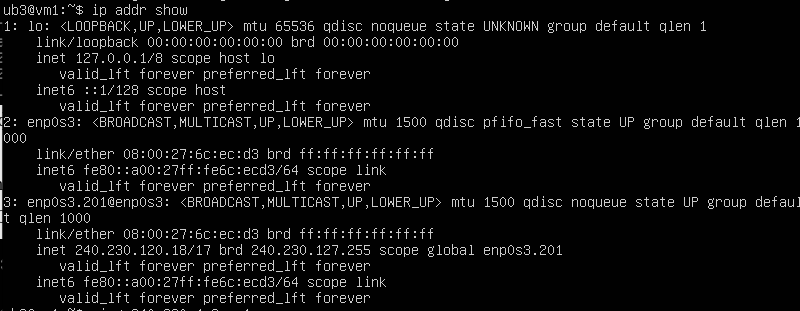 ub3@vm1:~$ ip addr show
1: lo: <LOOPBACK,UP,LOWER_UP> mtu 65536 qdisc noqueue state UNKNOWN group default qlen 1
link/loopback 00:00:00:00:00:00 brd 00:00:00:00:00:00
inet 127.0.0.1/8 scope host lo
valid_lft forever preferred_lft forever
inet6 ::1/128 scope host
valid_lft forever preferred_lft forever
2: enp0s3: <BROADCAST,MULTICAST,UP,LOWER_UP> mtu 1500 qdisc pfifo_fast state UP group default qlen 1
000
link/ether 08:00:27:6c:ec:d3 brd ff:ff:ff:ff:ff:ff
inet6 fe80::a00:27ff:fe6c:ecd3/64 scope link
valid_lft forever preferred_lft forever
3: enp0s3.201@enp0s3: <BROADCAST,MULTICAST,UP,LOWER_UP> mtu 1500 qdisc noqueue state UP group defaul
t qlen 1000
link/ether 08:00:27:6c:ec:d3 brd ff:ff:ff:ff:ff:ff
inet 240.230.120.18/17 brd 240.230.127.255 scope global enp0s3.201
valid_lft forever preferred_lft forever
inet6 fe80::a00:27ff:fe6c:ecd3/64 scope link
valid_lft forever preferred_lft forever